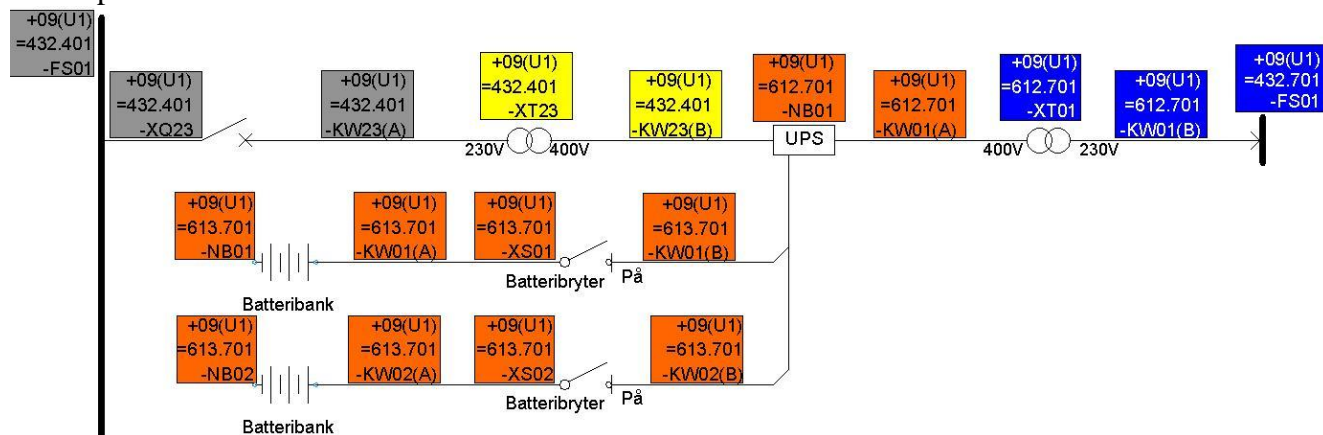 +09(U1)
=432.401
-FS01
+09(U1)
=432.401
-XQ23
+09(U1)
=432.401
-KW23(A)
+09(U1)
=432.401
-XT23
230V
400V
+09(U1)
=432.401
-KW23(B)
+09(U1)
=612.701
-NB01
UPS
+09(U1)
=612.701
-KW01(A)
+09(U1)
=612.701
-XT01
400V
230V
+09(U1)
=612.701
-KW01(B)
+09(U1)
=432.701
-FS01
+09(U1)
=613.701
-NB01
Batteribank
+09(U1)
=613.701
-KW01(A)
+09(U1)
=613.701
-XS01
Batteribryter
På
+09(U1)
=613.701
-KW01(B)
+09(U1)
=613.701
-NB02
Batteribank
+09(U1)
=613.701
-KW02(A)
+09(U1)
=613.701
-XS02
Batteribryter
På
+09(U1)
=613.701
-KW02(B)